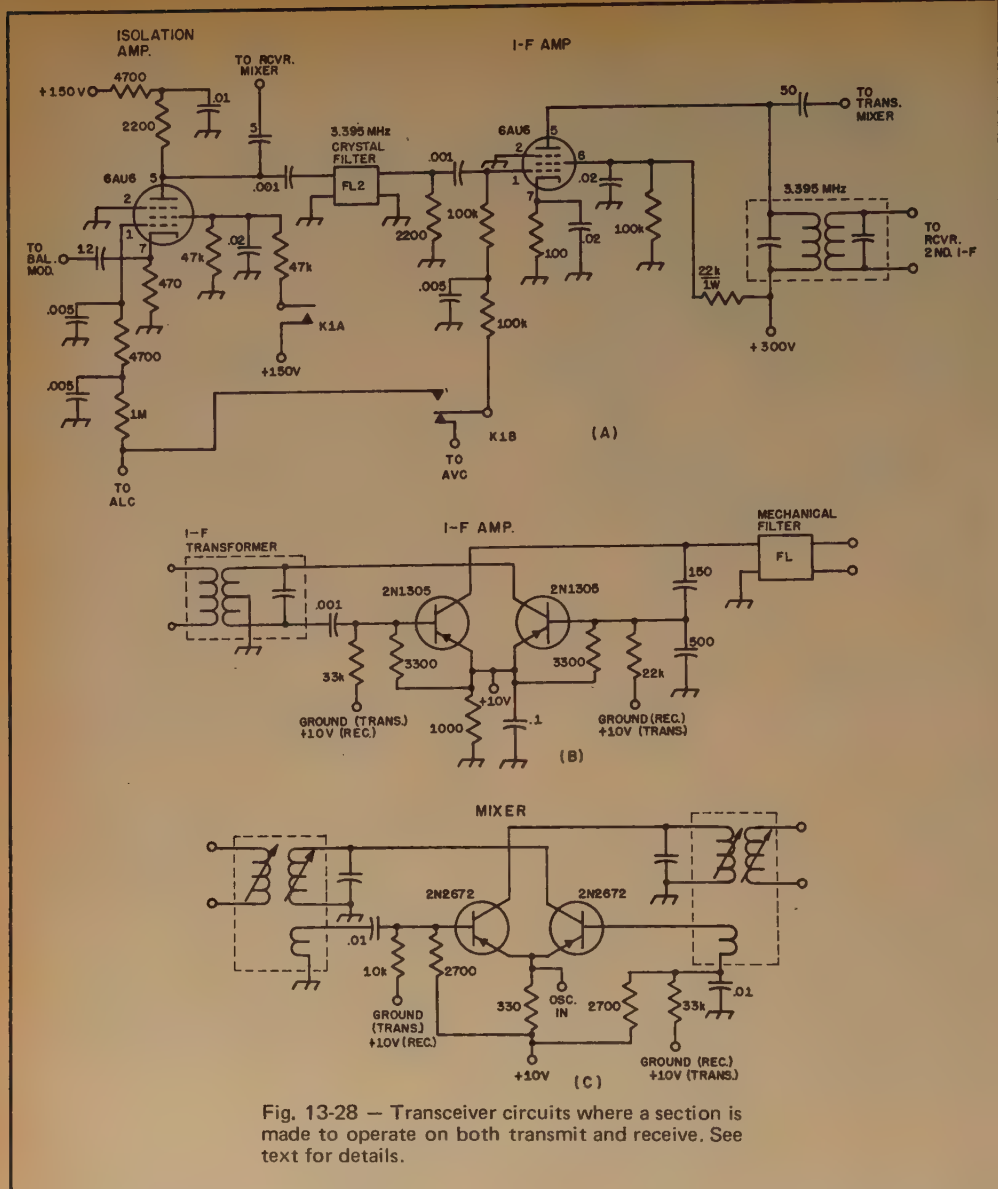 ISOLATION
AMP.
I-F AMP
TO RCVR.
MIXER
+150V
4700
.01
2200
5
5
50
TO
TRANS.
MIXER
6AU6
5
2
1
7
.001
3.395 MHz
CRYSTAL
FILTER
FL2
.001
6AU6
5
2
1
6
7
.02
100k
3.395 MHz
TO
RCVR.
2ND. I-F
TO
BAL.
MOD.
12
470
47k
.02
47k
2200
100k
100
.02
22k
1W
+300V
.005
4700
.005
1M
K1A
+150V
.005
100k
K1B
TO
AVC
TO
ALC
(A)
I-F AMP.
I-F
TRANSFORMER
MECHANICAL
FILTER
FL
2N1305
2N1305
.001
150
500
33k
3300
3300
22k
+10V
1000
.1
GROUND (TRANS.)
+10V (REC.)
GROUND (REC.)
+10V (TRANS)
(B)
MIXER
2N2672
2N2672
.01
10k
2700
330
OSC.
IN
2700
33k
.01
GROUND
(TRANS.)
+10V (REC.)
+10V
GROUND (REC.)
+10V (TRANS.)
(C)
Fig. 13-28 — Transceiver circuits where a section is
made to operate on both transmit and receive. See
text for details.